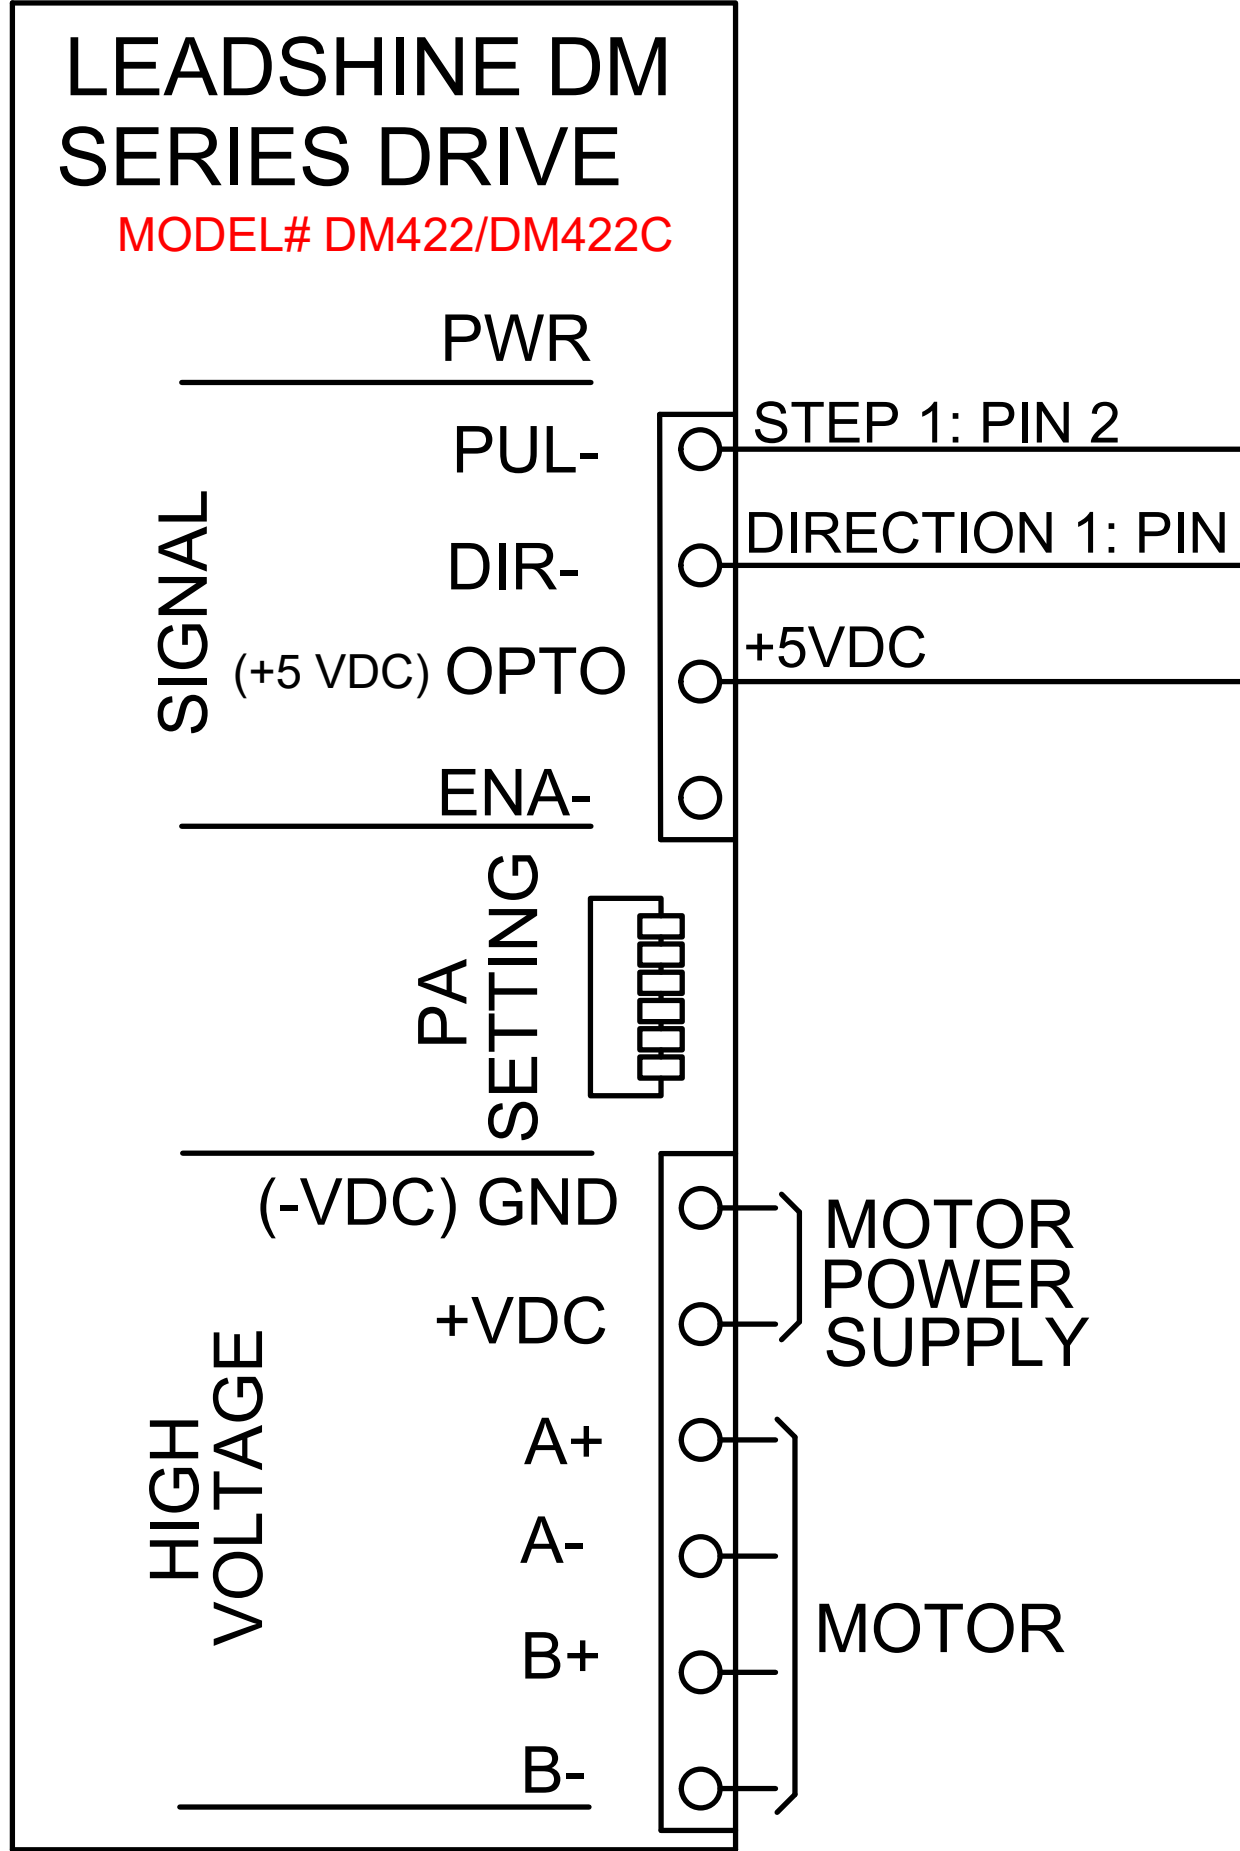 LEADSHINE DM
SERIES DRIVE
MODEL# DM422/DM422C
PWR
SIGNAL
PUL-
STEP 1: PIN 2
DIR-
DIRECTION 1: PIN
(+5 VDC) OPTO
+5VDC
ENA-
PA
SETTING
HIGH
VOLTAGE
(-VDC) GND
+VDC
MOTOR
POWER
SUPPLY
A+
A-
B+
B-
MOTOR